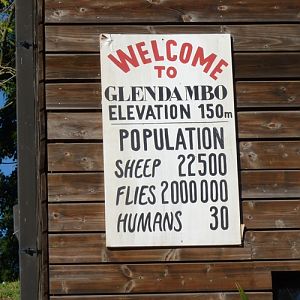 WELCOME
TO
GLENDAMBO
ELEVATION 150m
POPULATION
SHEEP 22500
FLIES 2000000
HUMANS 30